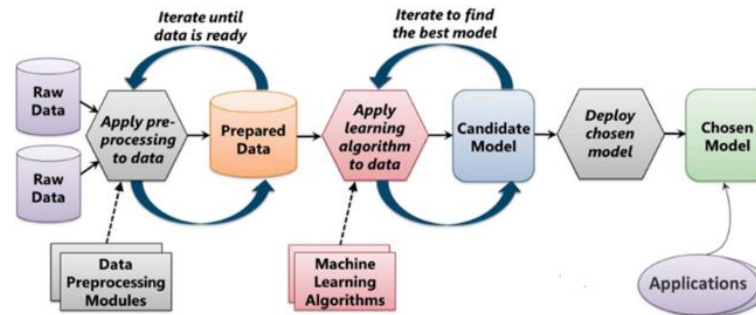 Iterate until
data is ready
Iterate to find
the best model
Raw
Data
Raw
Data
Apply pre-
processing
to data
Prepared
Data
Apply
learning
algorithm
to data
Candidate
Model
Deploy
chosen
model
Chosen
Model
Data
Preprocessing
Modules
Machine
Learning
Algorithms
Applications